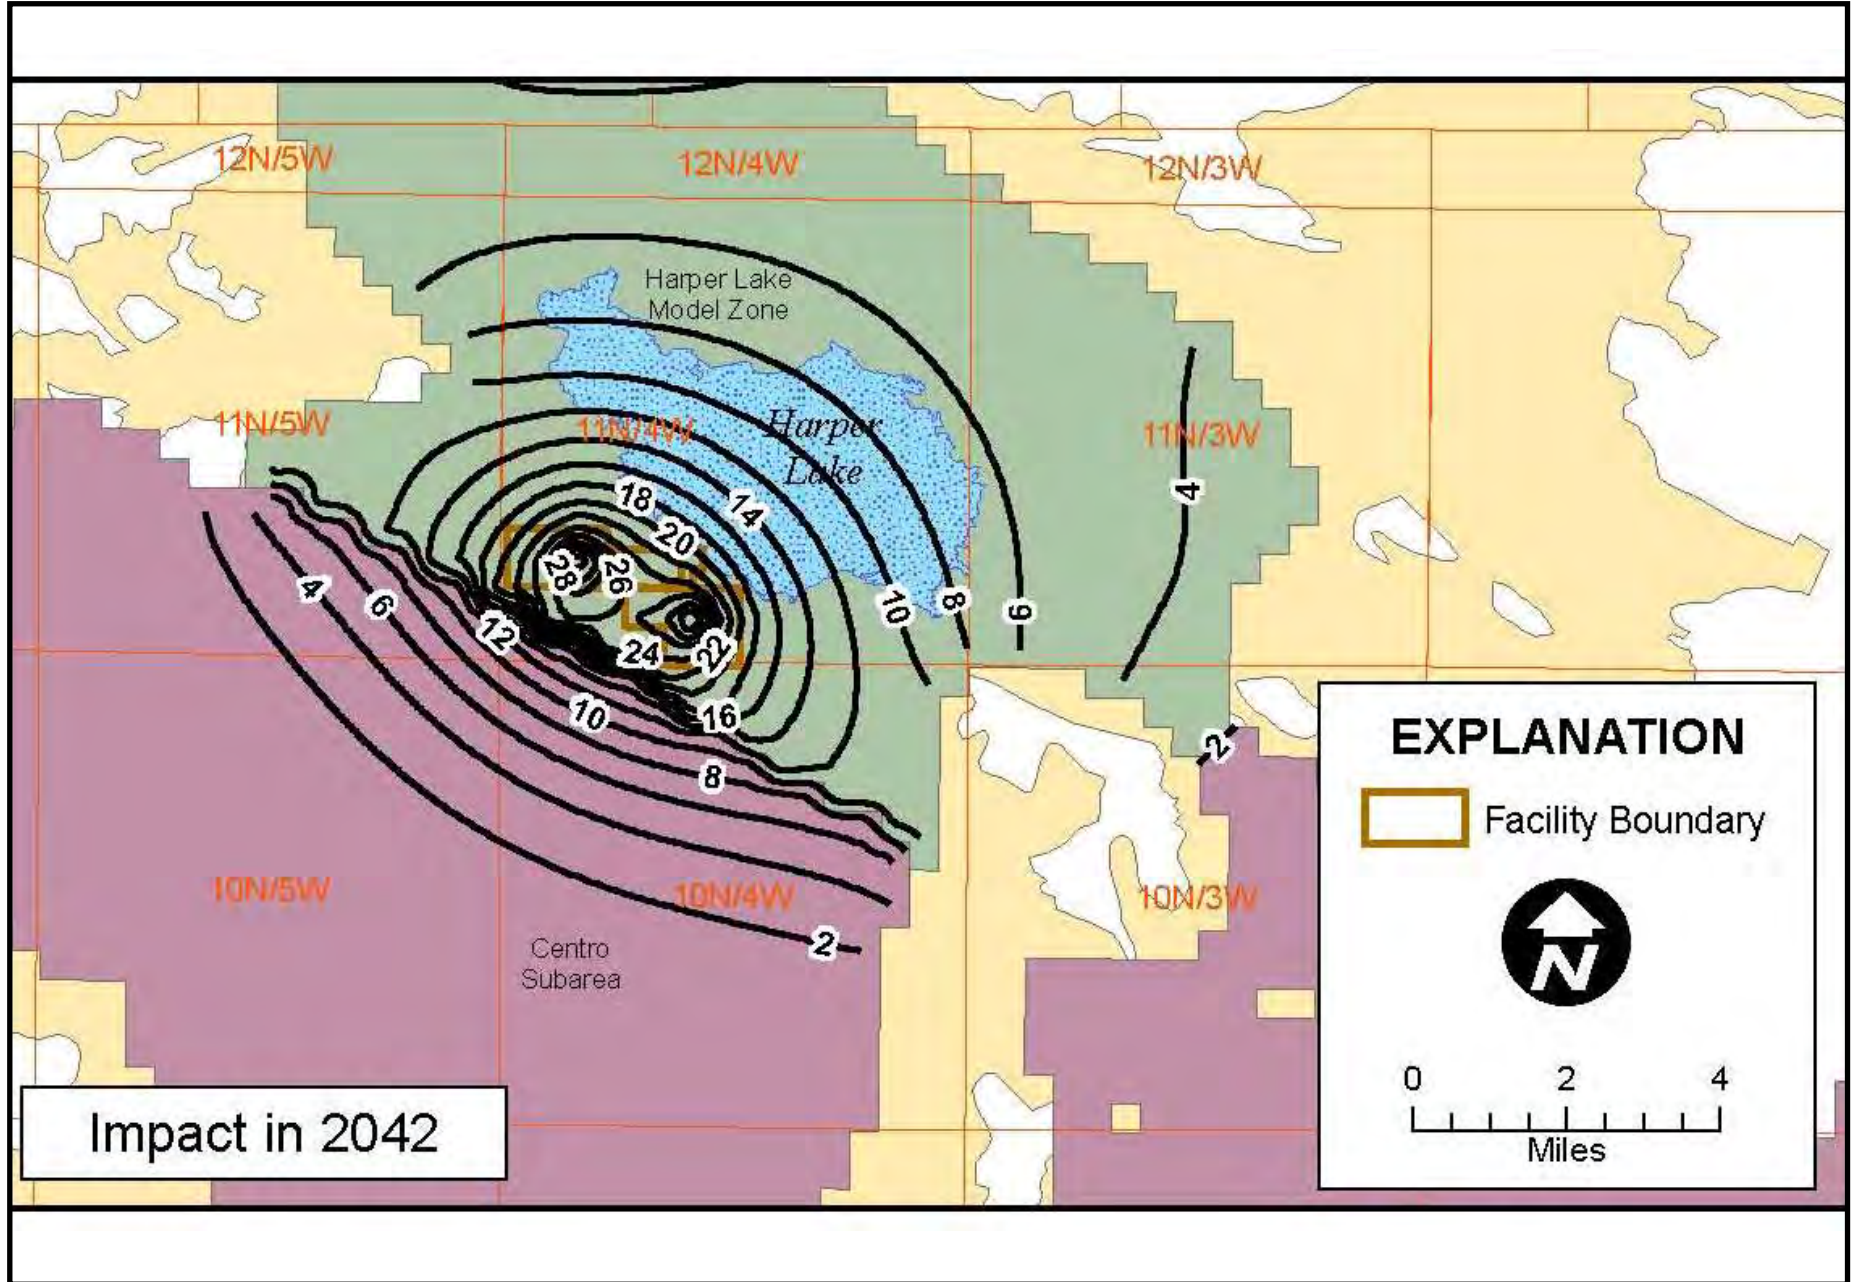 12N/5W
12N/4W
12N/3W
Harper Lake
Model Zone
11N/5W
11N/4W
11N/3W
Harper
Lake
18
14
4
20
28
26
4
6
10
8
6
12
24
22
10
16
2
8
EXPLANATION
Facility Boundary
10N/5W
10N/4W
10N/3W
2
Centro
Subarea
N
0 2 4
Miles
Impact in 2042